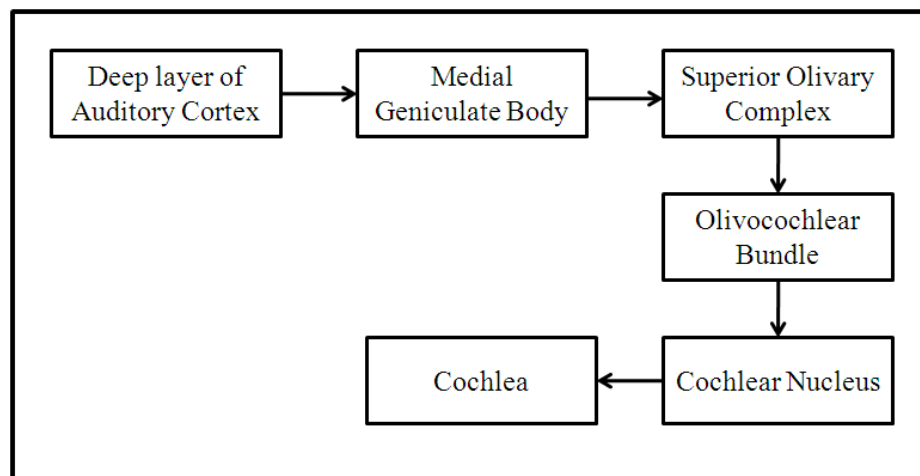 Deep layer of
Auditory Cortex
Medial
Geniculate Body
Superior Olivary
Complex
Olivocochlear
Bundle
Cochlear Nucleus
Cochlea